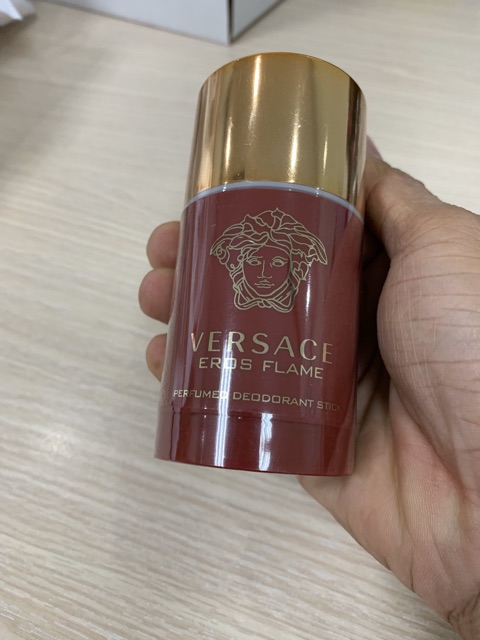 VERSACE
EROS FLAME
PERFUMED DEODORANT STICK